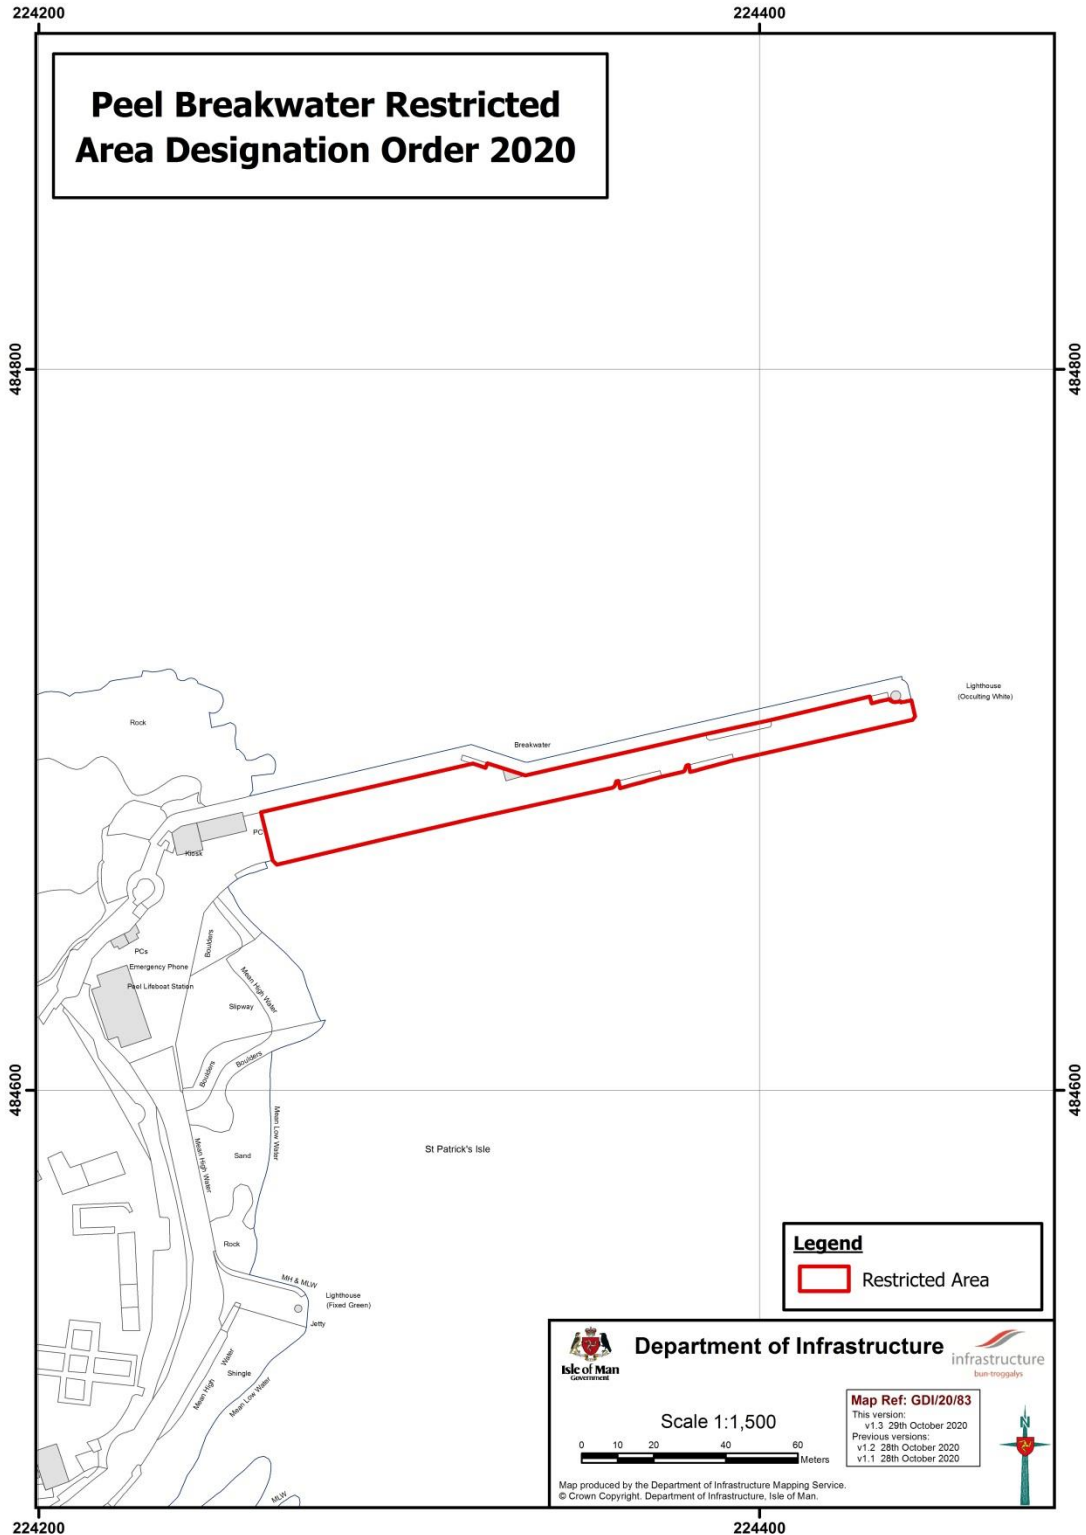 224200
224400
Peel Breakwater Restricted
Area Designation Order 2020
484800
484800
Lighthouse
(Occulting White)
Rock
Breakwater
PC
Kiosk
Boulders
PCs
Emergency Phone
Peel Lifeboat Station
Mean High Water
Slipway
Boulders
Boulders
484600
484600
Mean Low Water
Mean High Water
Sand
St Patrick's Isle
Rock
MH & MLW
Lighthouse
(Fixed Green)
Jetty
Mean High Water
Shingle
Mean Low Water
MLW
Legend
Restricted Area
Isle of Man
Government
Department of Infrastructure
infrastructure
bun-troggalys
Scale 1:1,500
0 10 20 40 60
Meters
Map Ref: GDI/20/83
This version:
v1.3 29th October 2020
Previous versions:
v1.2 28th October 2020
v1.1 28th October 2020
N
Map produced by the Department of Infrastructure Mapping Service.
© Crown Copyright. Department of Infrastructure, Isle of Man.
224200
224400